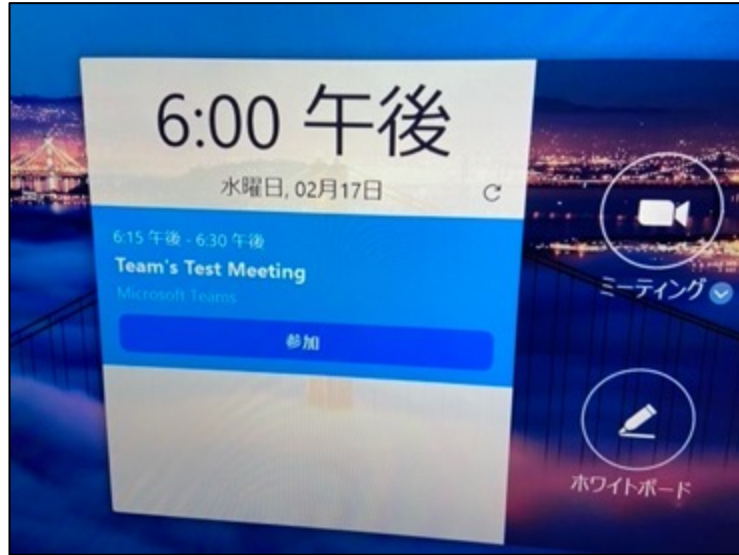 6:00 午後
水曜日, 02月17日
6:15 午後 - 6:30 午後
Team's Test Meeting
Microsoft Teams
参加
ミーティング
ホワイトボード